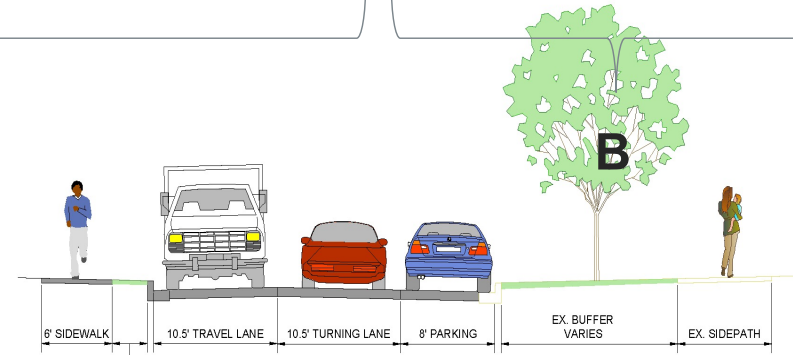 B
6' SIDEWALK
10.5' TRAVEL LANE
10.5' TURNING LANE
8' PARKING
EX. BUFFER
VARIES
EX. SIDEPATH